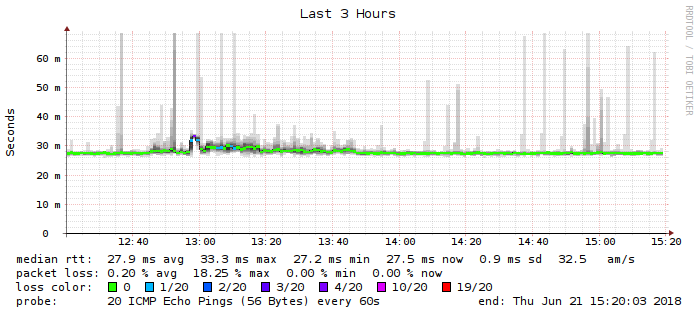 Last 3 Hours
RRDTOOL / TOBI OETIKER
Seconds
60 m
50 m
40 m
30 m
20 m
10 m
0
12:40 13:00 13:20 13:40 14:00 14:20 14:40 15:00 15:20
median rtt: 27.9 ms avg 33.3 ms max 27.2 ms min 27.5 ms now 0.9 ms sd 32.5 am/s
packet loss: 0.20 % avg 18.25 % max 0.00 % min 0.00 % now
loss color: 0 1/20 2/20 3/20 4/20 10/20 19/20
probe: 20 ICMP Echo Pings (56 Bytes) every 60s end: Thu Jun 21 15:20:03 2018